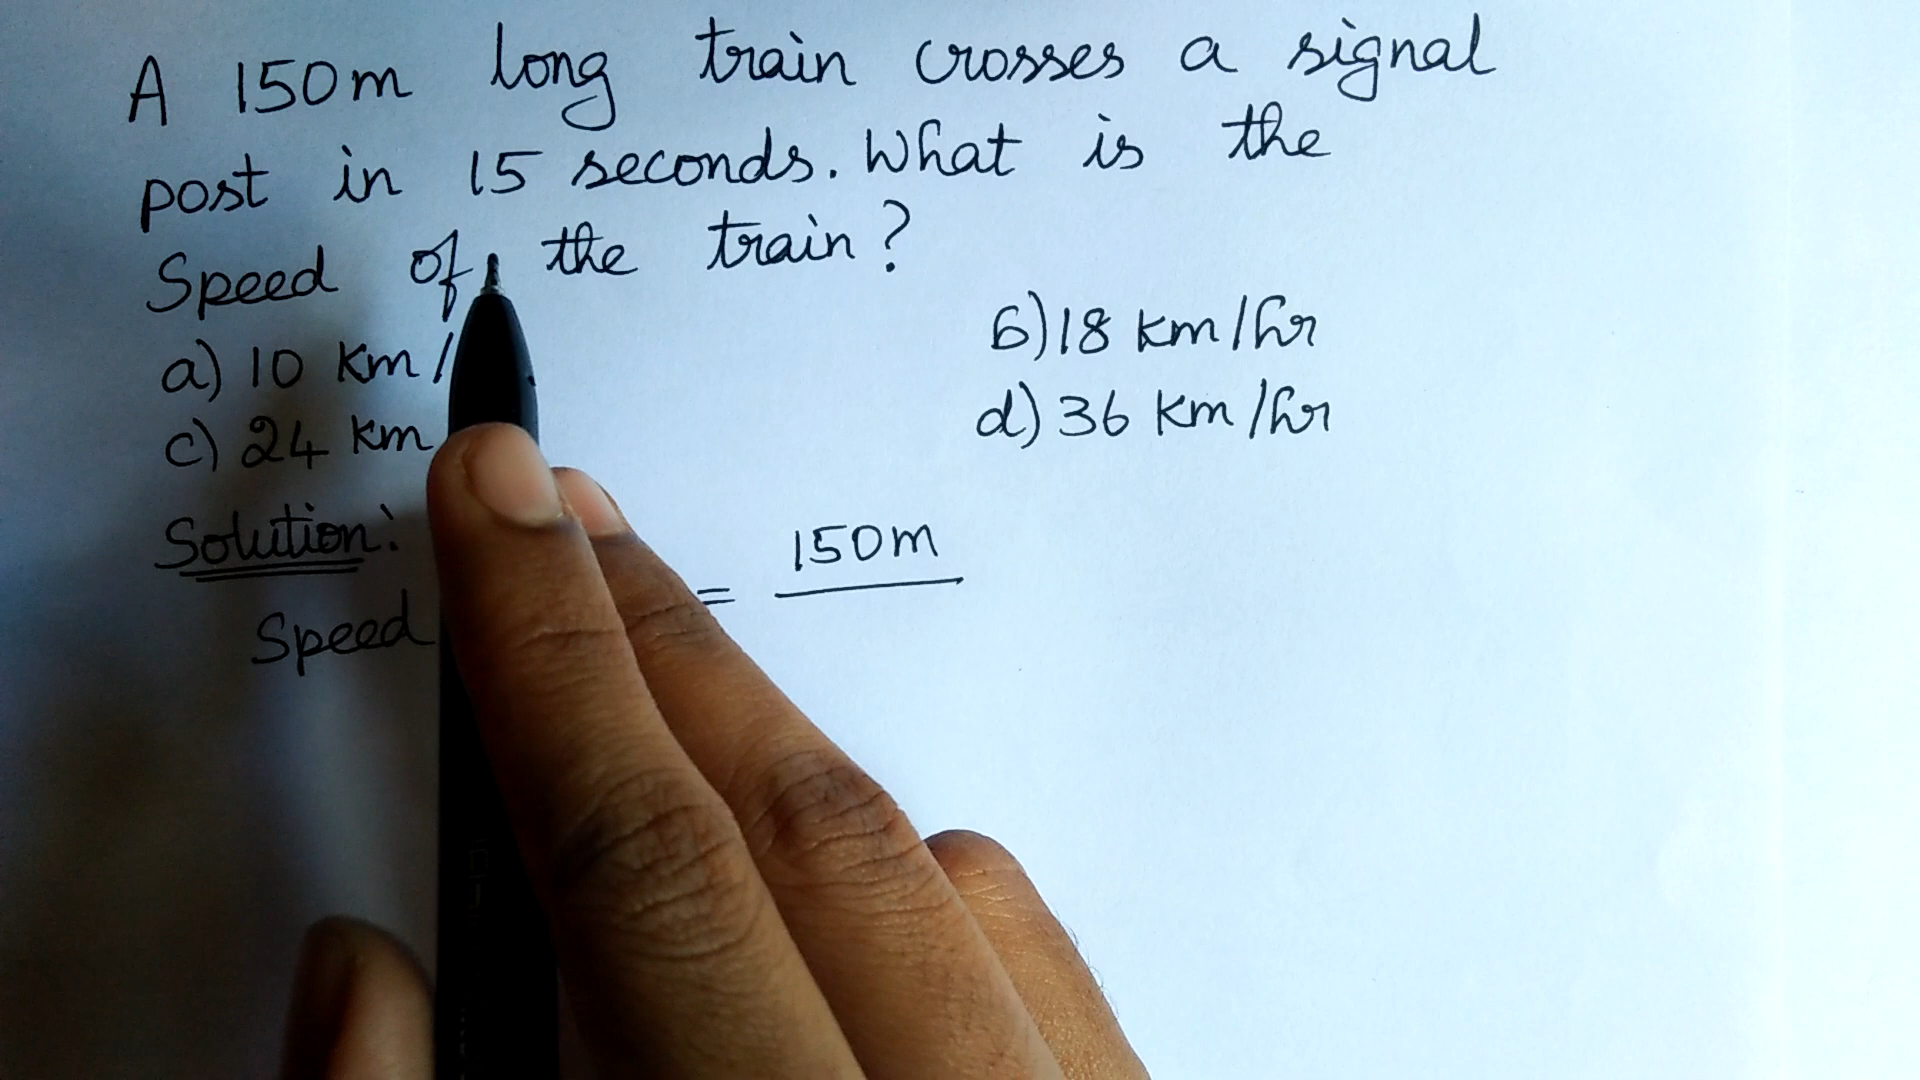 A 150m long train crosses a signal
post in 15 seconds. What is the
Speed of the train?
a) 10 km/
b) 18 km/hr
c) 24 km
d) 36 km/hr
Solution:
Speed = 150m